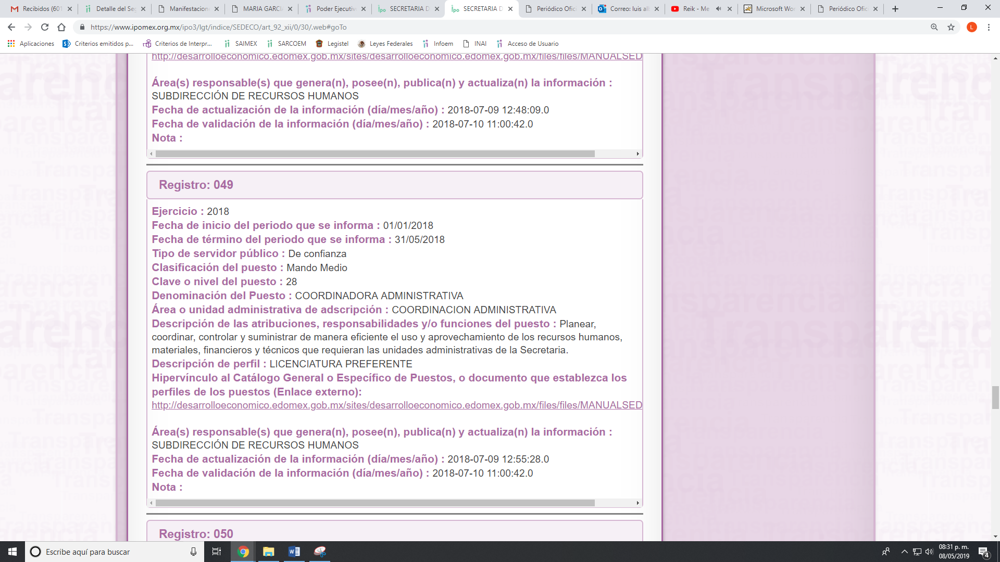 Recibidos (601
Detalle del Se
Manifestacion
MARIA GARCI
Poder Ejecutiv
SECRETARIA D
SECRETARIA D
Periódico Ofic
Correo: luis al
Reik - Me
Microsoft Wo
Periódico Ofic
https://www.ipomex.org.mx/ipo3/lgt/indice/SEDECO/art_92_xii/0/30/.web#goTo
L
Aplicaciones
Criterios emitidos p...
Criterios de Interpr...
SAIMEX
SARCOEM
Legistel
Leyes Federales
Infoem
INAI
Acceso de Usuario
http://desarrolloeconomico.edomex.gob.mx/sites/desarrolloeconomico.edomex.gob.mx/files/files/MANUALSED
Área(s) responsable(s) que genera(n), posee(n), publica(n) y actualiza(n) la información :
SUBDIRECCIÓN DE RECURSOS HUMANOS
Fecha de actualización de la información (día/mes/año) : 2018-07-09 12:48:09.0
Fecha de validación de la información (día/mes/año) : 2018-07-10 11:00:42.0
Nota :
Registro: 049
Ejercicio : 2018
Fecha de inicio del periodo que se informa : 01/01/2018
Fecha de término del periodo que se informa : 31/05/2018
Tipo de servidor público : De confianza
Clasificación del puesto : Mando Medio
Clave o nivel del puesto : 28
Denominación del Puesto : COORDINADORA ADMINISTRATIVA
Área o unidad administrativa de adscripción : COORDINACION ADMINISTRATIVA
Descripción de las atribuciones, responsabilidades y/o funciones del puesto : Planear,
coordinar, controlar y suministrar de manera eficiente el uso y aprovechamiento de los recursos humanos,
materiales, financieros y técnicos que requieran las unidades administrativas de la Secretaria.
Descripción de perfil : LICENCIATURA PREFERENTE
Hipervínculo al Catálogo General o Específico de Puestos, o documento que establezca los
perfiles de los puestos (Enlace externo):
http://desarrolloeconomico.edomex.gob.mx/sites/desarrolloeconomico.edomex.gob.mx/files/files/MANUALSED
Área(s) responsable(s) que genera(n), posee(n), publica(n) y actualiza(n) la información :
SUBDIRECCIÓN DE RECURSOS HUMANOS
Fecha de actualización de la información (día/mes/año) : 2018-07-09 12:55:28.0
Fecha de validación de la información (día/mes/año) : 2018-07-10 11:00:42.0
Nota :
Registro: 050
Escribe aquí para buscar
08:31 p. m.
08/05/2019
4